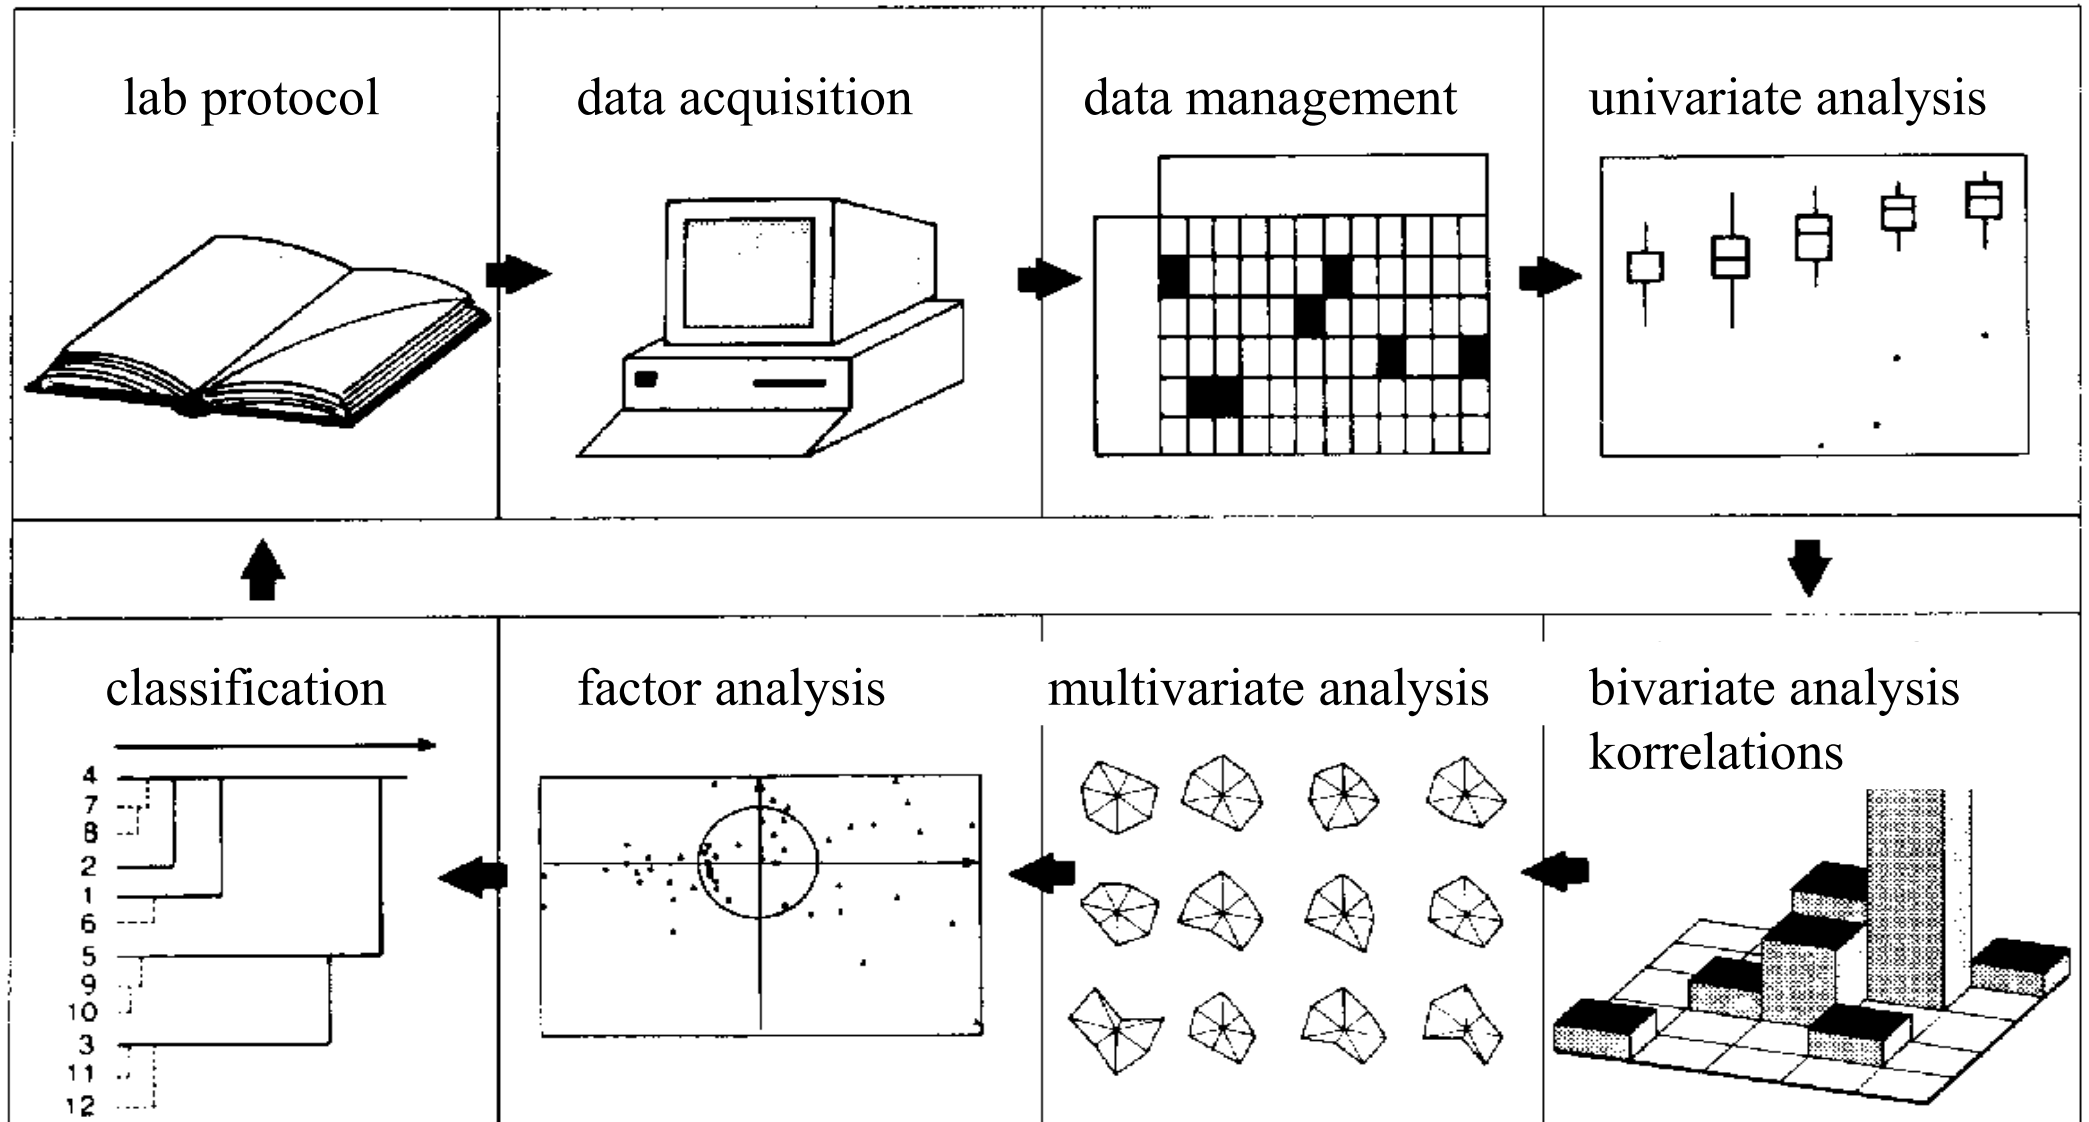 lab protocol
data acquisition
data management
univariate analysis
classification
factor analysis
multivariate analysis
bivariate analysis
korrelations
4
7
8
2
1
6
5
9
10
3
11
12